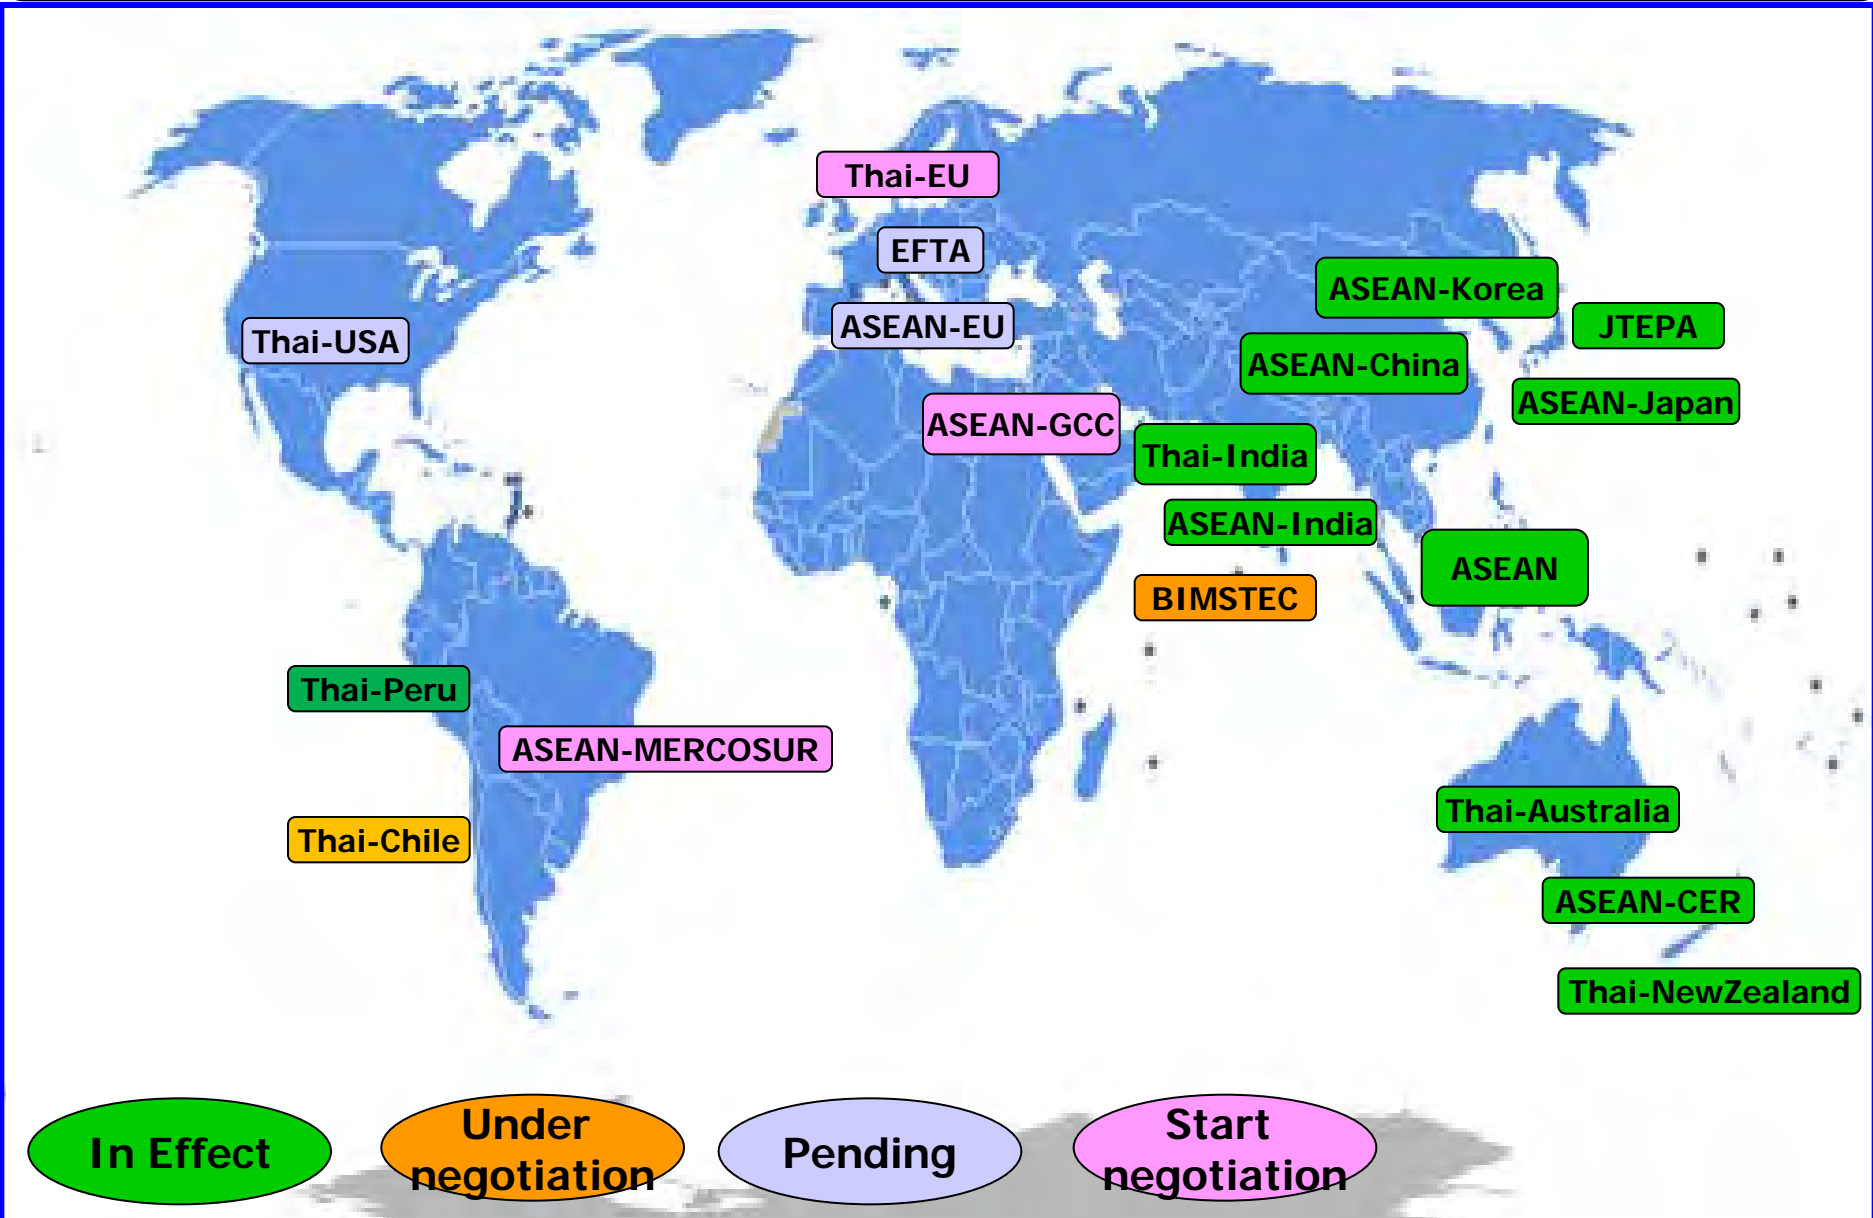 Thai-EU
EFTA
ASEAN-Korea
ASEAN-EU
JTEPA
Thai-USA
ASEAN-China
ASEAN-Japan
ASEAN-GCC
Thai-India
ASEAN-India
ASEAN
BIMSTEC
Thai-Peru
ASEAN-MERCOSUR
Thai-Australia
Thai-Chile
ASEAN-CER
Thai-NewZealand
In Effect
Under
negotiation
Pending
Start
negotiation